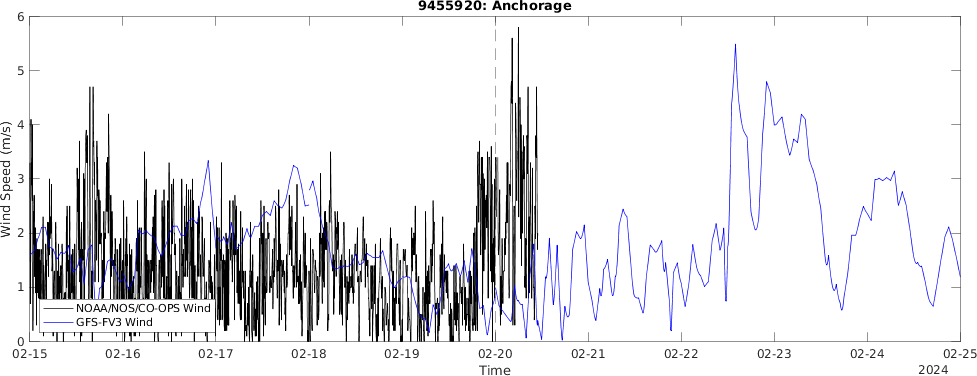 9455920: Anchorage
6
5
4
3
2
1
0
Wind Speed (m/s)
NOAA/NOS/CO-OPS Wind
GFS-FV3 Wind
02-15 02-16 02-17 02-18 02-19 02-20 02-21 02-22 02-23 02-24 02-25
Time
2024